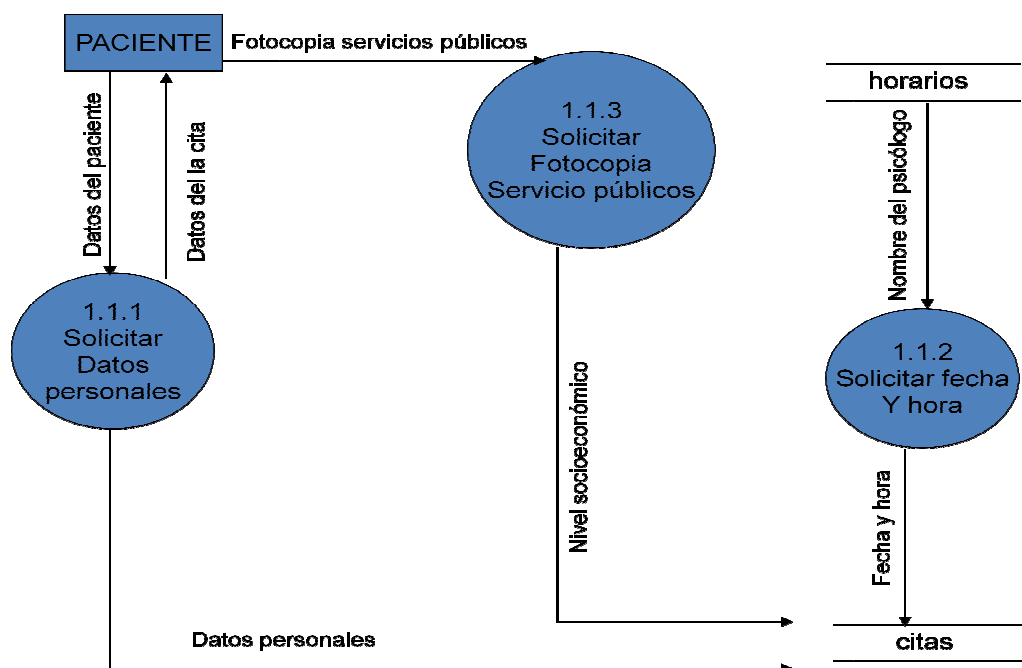 PACIENTE
Fotocopia servicios públicos
horarios
1.1.3
Solicitar
Fotocopia
Servicio públicos
Datos del paciente
Datos del la cita
Nombre del psicólogo
1.1.1
Solicitar
Datos
personales
1.1.2
Solicitar fecha
Y hora
Nivel socioeconómico
Fecha y hora
Datos personales
citas